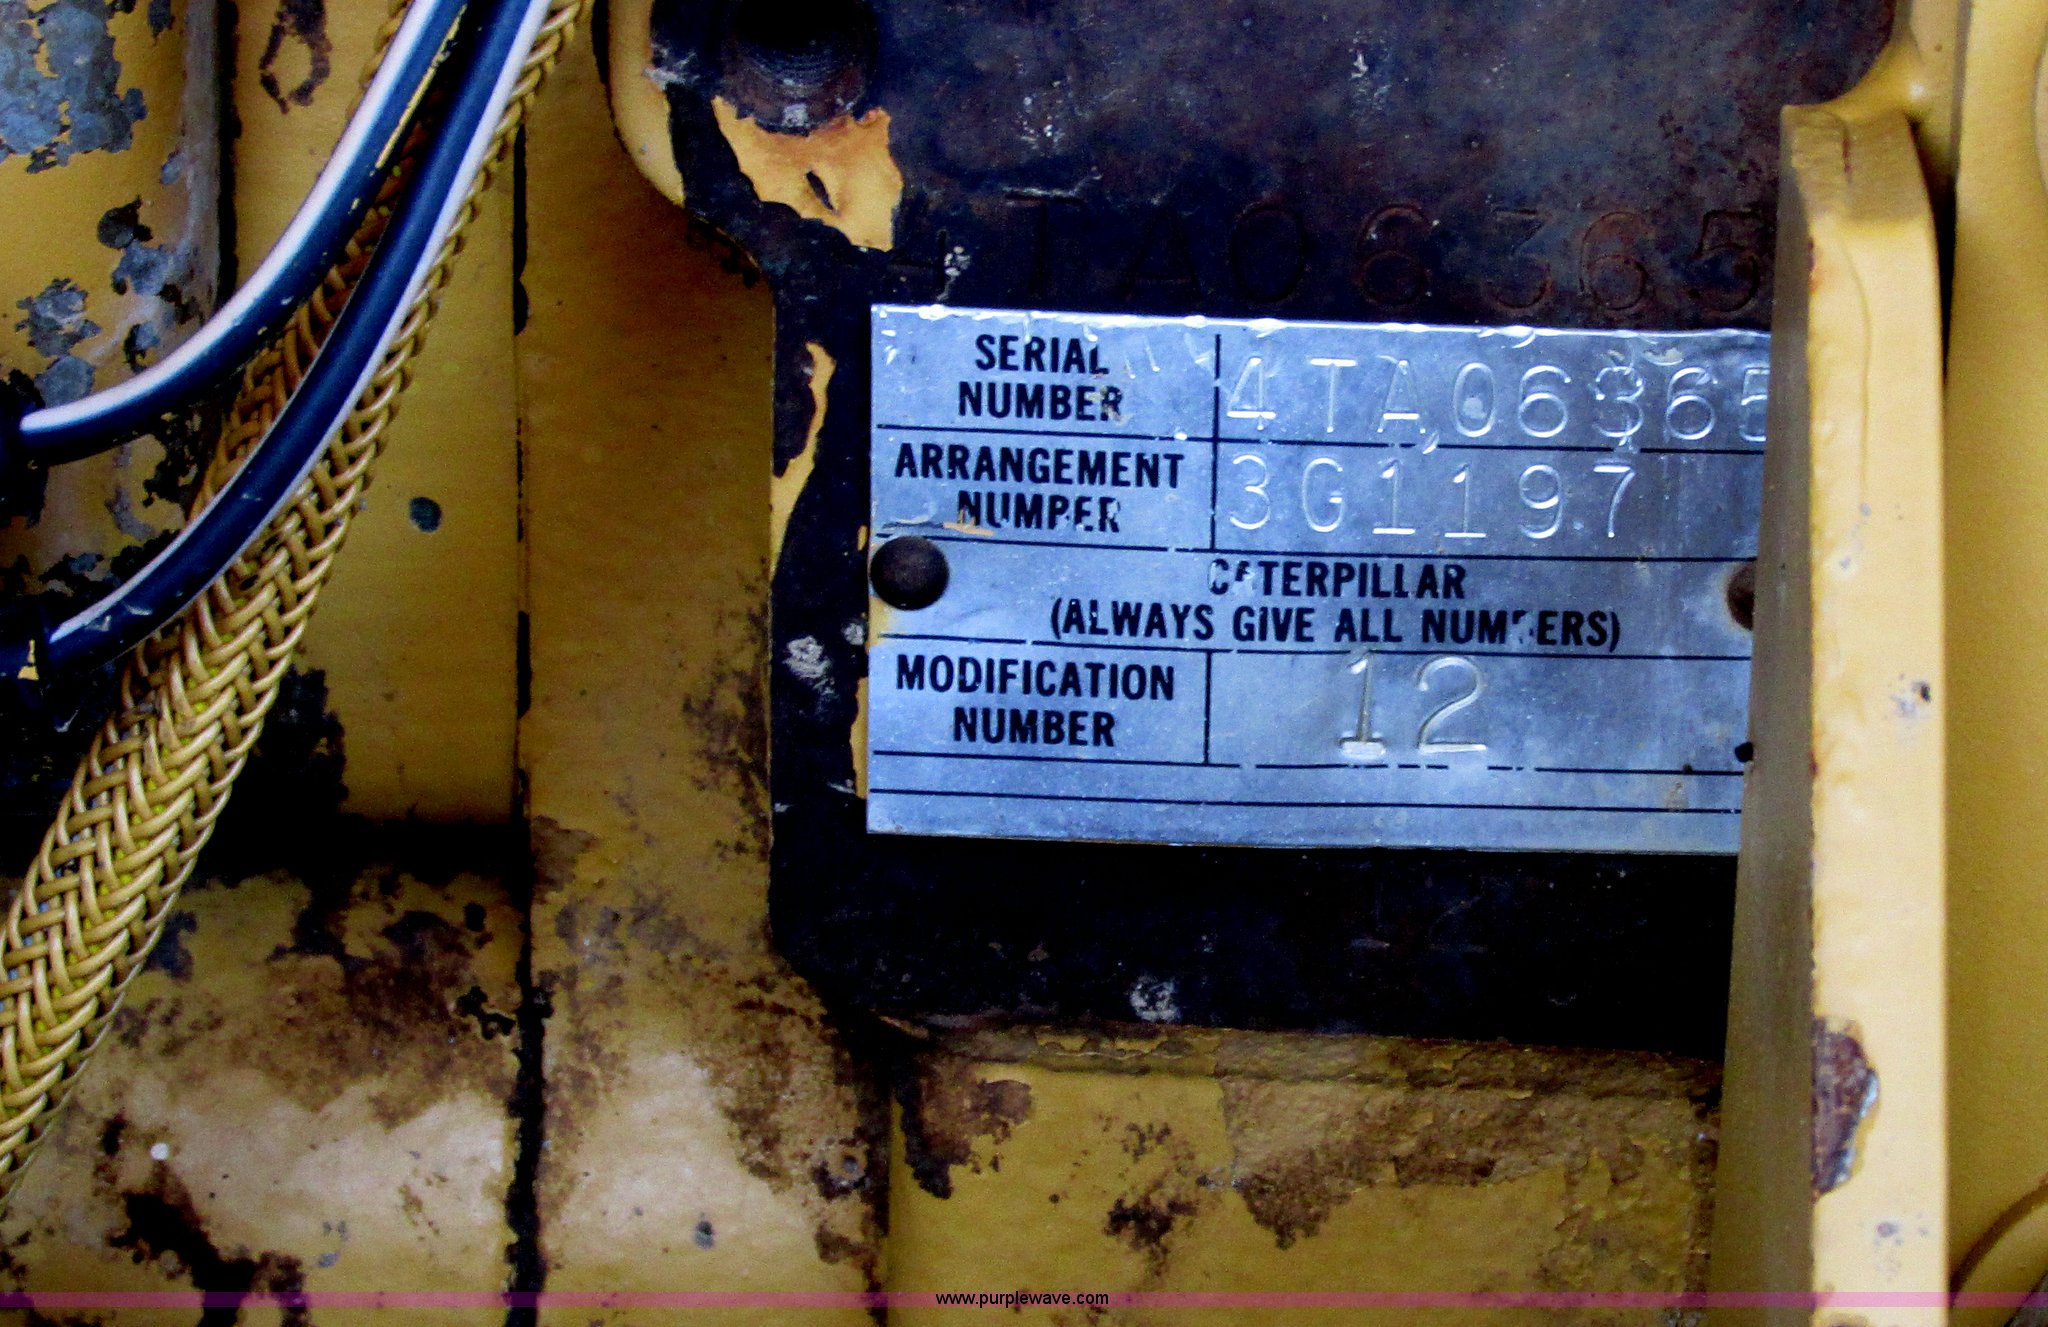 4TA06365
SERIAL NUMBER 4TA06365
ARRANGEMENT NUMBER 3G1197
CATERPILLAR
(ALWAYS GIVE ALL NUMBERS)
MODIFICATION NUMBER 12
www.purplewave.com